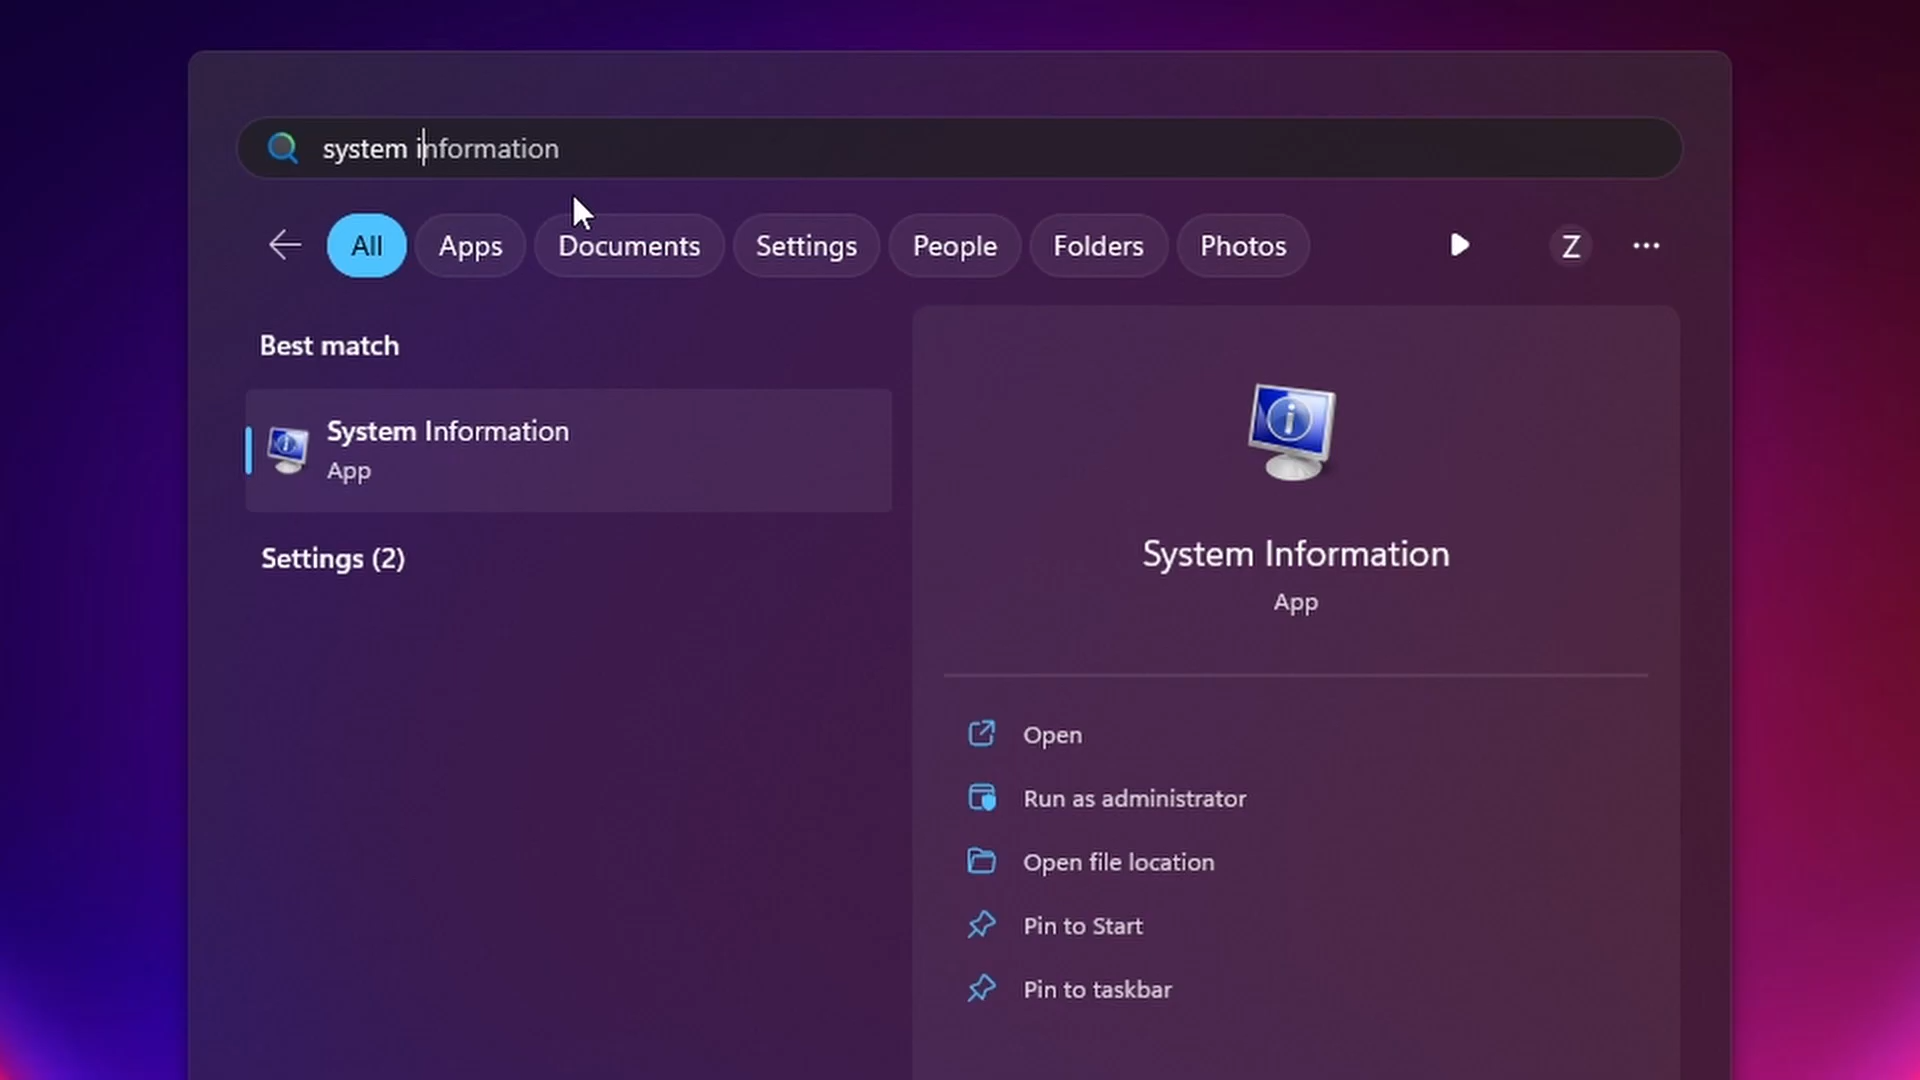 system information
All Apps Documents Settings People Folders Photos Z
Best match
System Information
App
Settings (2)
System Information
App
Open
Run as administrator
Open file location
Pin to Start
Pin to taskbar